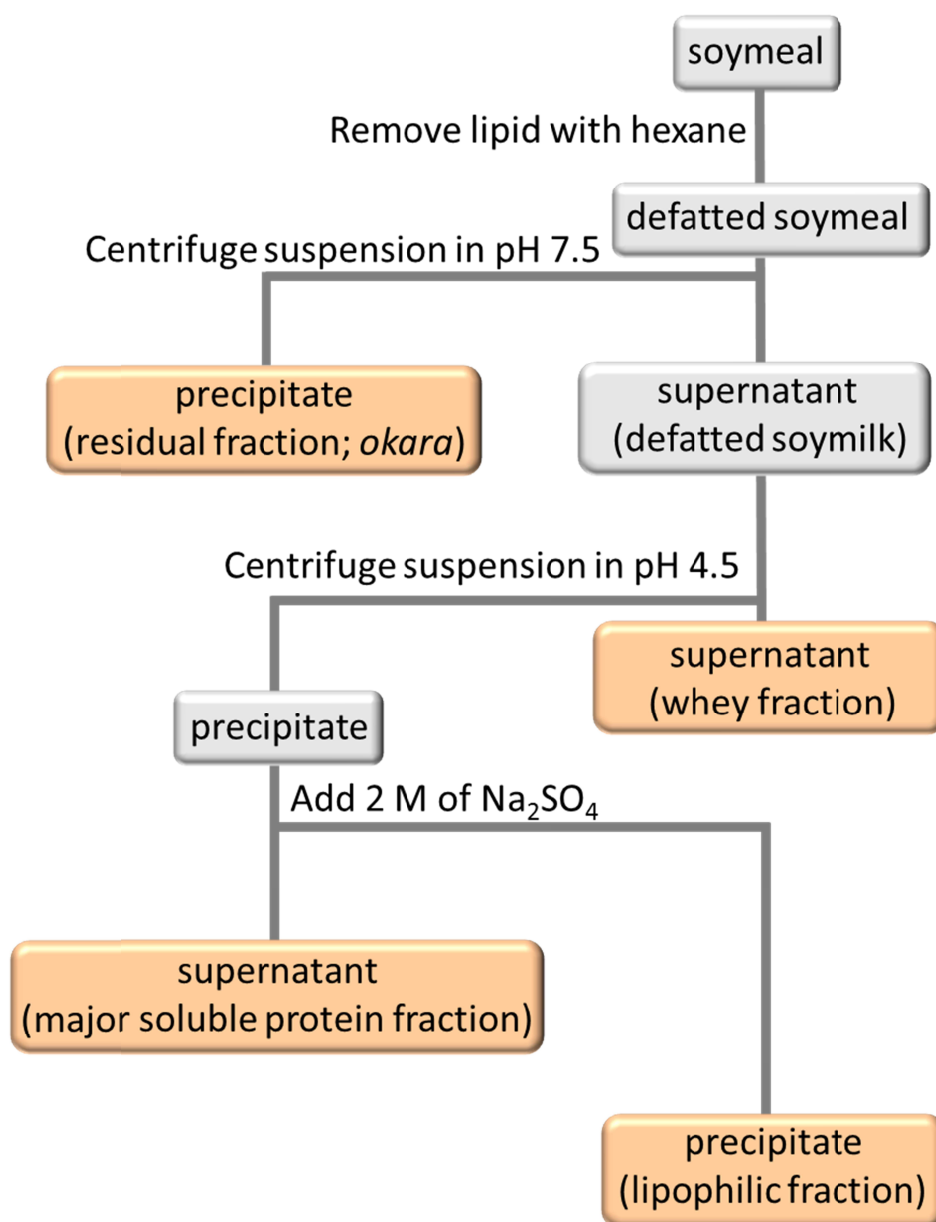 soymeal
Remove lipid with hexane
defatted soymeal
Centrifuge suspension in pH 7.5
precipitate
(residual fraction; okara)
supernatant
(defatted soymilk)
Centrifuge suspension in pH 4.5
supernatant
(whey fraction)
precipitate
Add 2 M of Na₂SO₄
supernatant
(major soluble protein fraction)
precipitate
(lipophilic fraction)